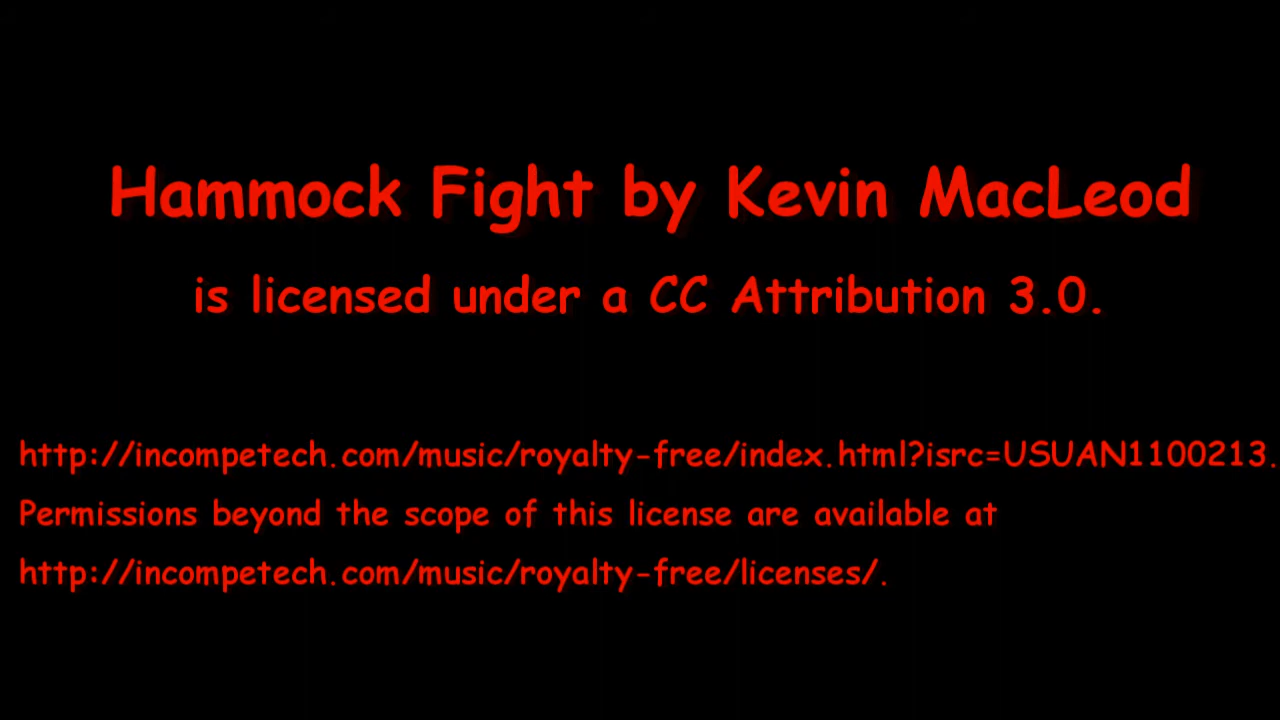 Hammock Fight by Kevin MacLeod
is licensed under a CC Attribution 3.0.
http://incompetech.com/music/royalty-free/index.html?isrc=USUAN1100213.
Permissions beyond the scope of this license are available at
http://incompetech.com/music/royalty-free/licenses/.